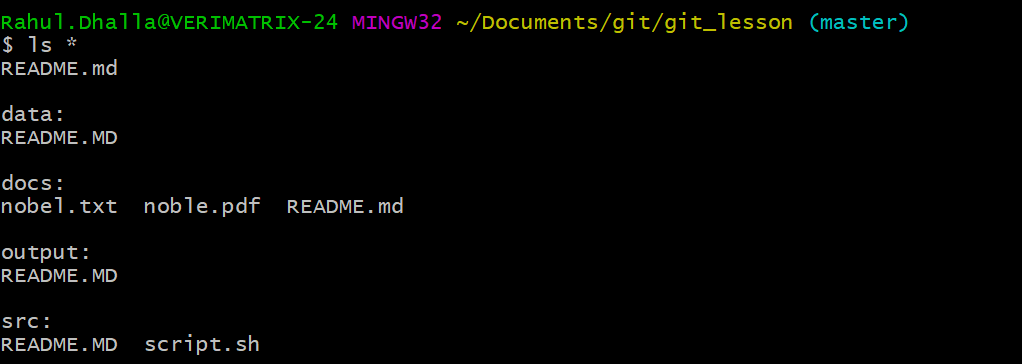 Rahul.Dhalla@VERIMATRIX-24 MINGW32 ~/Documents/git/git_lesson (master)
$ ls *
README.md
data:
README.MD
docs:
nobel.txt  noble.pdf  README.md
output:
README.MD
src:
README.MD  script.sh